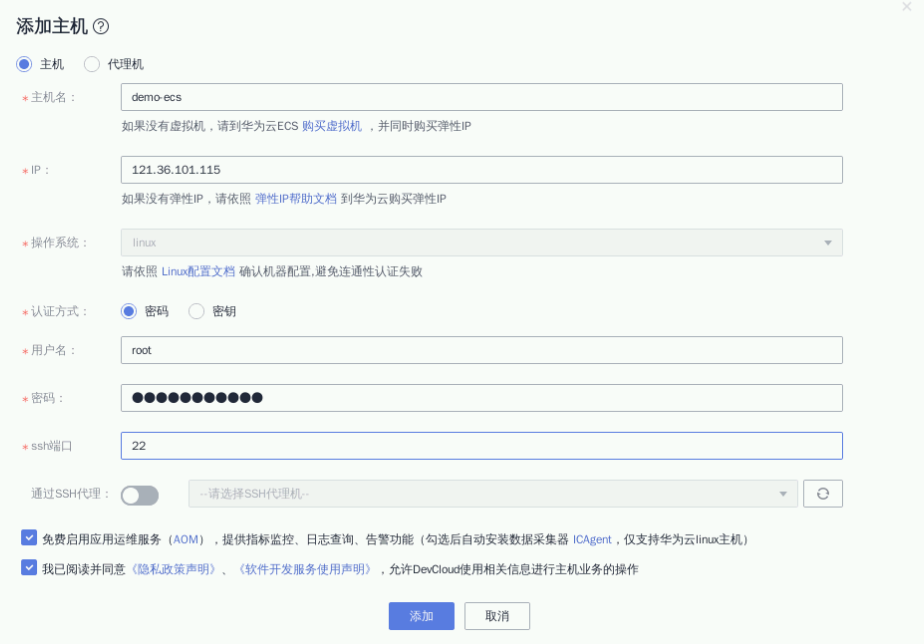 添加主机 ?
主机 代理机
* 主机名： demo-ecs
如果没有虚拟机，请到华为云ECS 购买虚拟机 ，并同时购买弹性IP
* IP： 121.36.101.115
如果没有弹性IP，请依照 弹性IP帮助文档 到华为云购买弹性IP
* 操作系统： linux
请依照 Linux配置文档 确认机器配置,避免连通性认证失败
* 认证方式： 密码 密钥
* 用户名： root
* 密码： ●●●●●●●●●●●
* ssh端口 22
通过SSH代理： --请选择SSH代理机--
免费启用应用运维服务（AOM），提供指标监控、日志查询、告警功能（勾选后自动安装数据采集器 ICAgent，仅支持华为云linux主机）
我已阅读并同意《隐私政策声明》、《软件开发服务使用声明》，允许DevCloud使用相关信息进行主机业务的操作
添加 取消